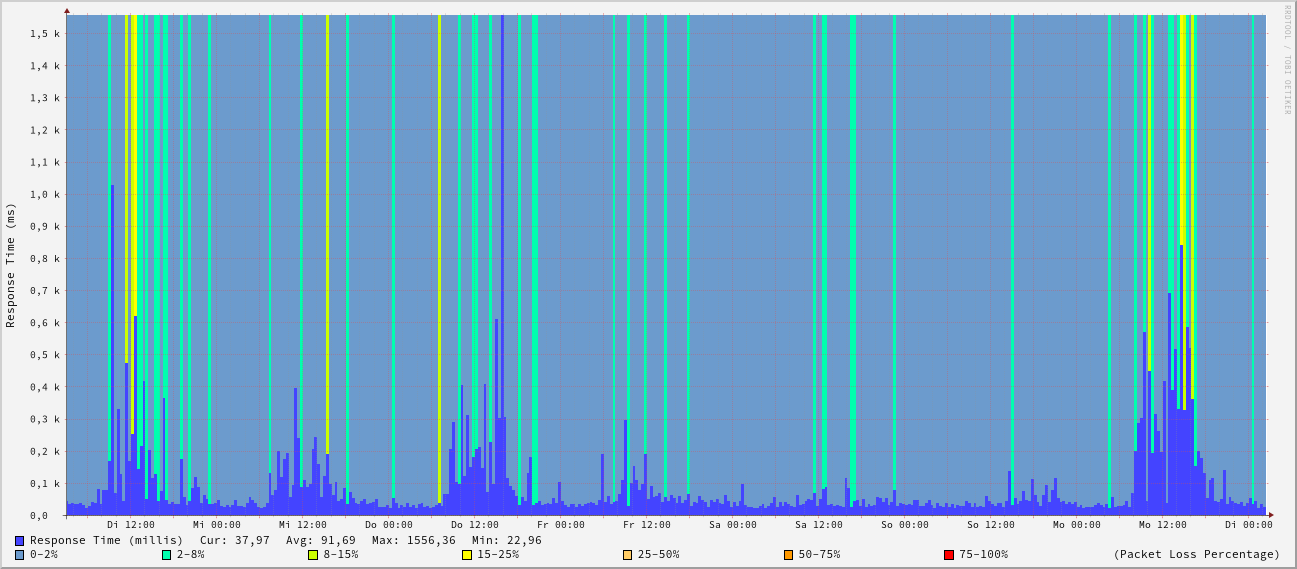 RRDTOOL / TOBI OETIKER
Response Time (ms)
1,5 k
1,4 k
1,3 k
1,2 k
1,1 k
1,0 k
0,9 k
0,8 k
0,7 k
0,6 k
0,5 k
0,4 k
0,3 k
0,2 k
0,1 k
0,0
Di 12:00 Mi 00:00 Mi 12:00 Do 00:00 Do 12:00 Fr 00:00 Fr 12:00 Sa 00:00 Sa 12:00 So 00:00 So 12:00 Mo 00:00 Mo 12:00 Di 00:00
Response Time (millis) Cur: 37,97 Avg: 91,69 Max: 1556,36 Min: 22,96
0-2% 2-8% 8-15% 15-25% 25-50% 50-75% 75-100% (Packet Loss Percentage)